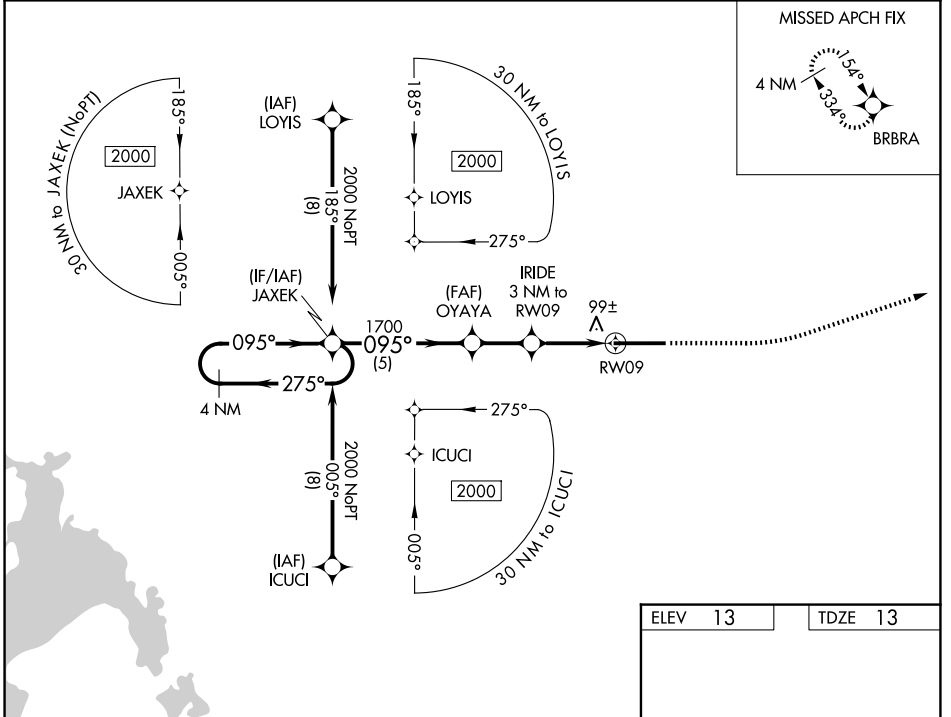 MISSED APCH FIX
4 NM
154°
334°
BRBRA
30 NM to JAXEK (NoPT)
185°
2000
JAXEK
005°
(IAF)
LOYIS
2000 NoPT
185°
(8)
30 NM to LOYIS
185°
2000
LOYIS
275°
(IF/IAF)
JAXEK
095°
275°
4 NM
1700
095°
(5)
(FAF)
OYAYA
IRIDE
3 NM to
RW09
99±
RW09
2000 NoPT
005°
(8)
(IAF)
ICUCI
275°
ICUCI
2000
005°
30 NM to ICUCI
ELEV 13
TDZE 13